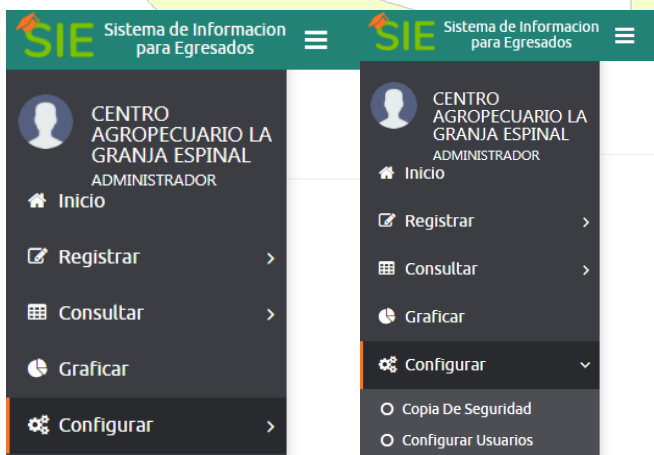 SIE Sistema de Informacion
para Egresados
CENTRO
AGROPECUARIO LA
GRANJA ESPINAL
ADMINISTRADOR
Inicio
Registrar
Consultar
Graficar
Configurar
SIE Sistema de Informacion
para Egresados
CENTRO
AGROPECUARIO LA
GRANJA ESPINAL
ADMINISTRADOR
Inicio
Registrar
Consultar
Graficar
Configurar
Copia De Seguridad
Configurar Usuarios